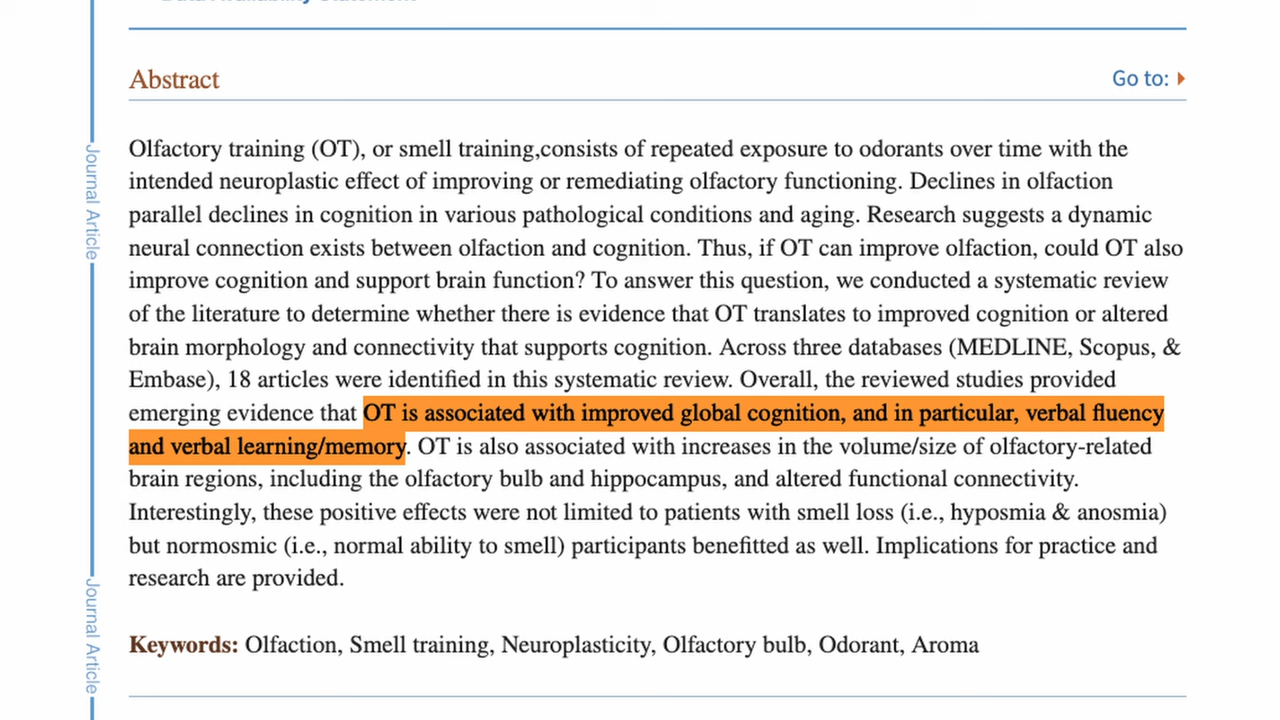 Abstract
Go to:
Olfactory training (OT), or smell training,consists of repeated exposure to odorants over time with the
intended neuroplastic effect of improving or remediating olfactory functioning. Declines in olfaction
parallel declines in cognition in various pathological conditions and aging. Research suggests a dynamic
neural connection exists between olfaction and cognition. Thus, if OT can improve olfaction, could OT also
improve cognition and support brain function? To answer this question, we conducted a systematic review
of the literature to determine whether there is evidence that OT translates to improved cognition or altered
brain morphology and connectivity that supports cognition. Across three databases (MEDLINE, Scopus, &
Embase), 18 articles were identified in this systematic review. Overall, the reviewed studies provided
emerging evidence that OT is associated with improved global cognition, and in particular, verbal fluency
and verbal learning/memory. OT is also associated with increases in the volume/size of olfactory-related
brain regions, including the olfactory bulb and hippocampus, and altered functional connectivity.
Interestingly, these positive effects were not limited to patients with smell loss (i.e., hyposmia & anosmia)
but normosmic (i.e., normal ability to smell) participants benefitted as well. Implications for practice and
research are provided.
Keywords: Olfaction, Smell training, Neuroplasticity, Olfactory bulb, Odorant, Aroma
Journal Article
Journal Article